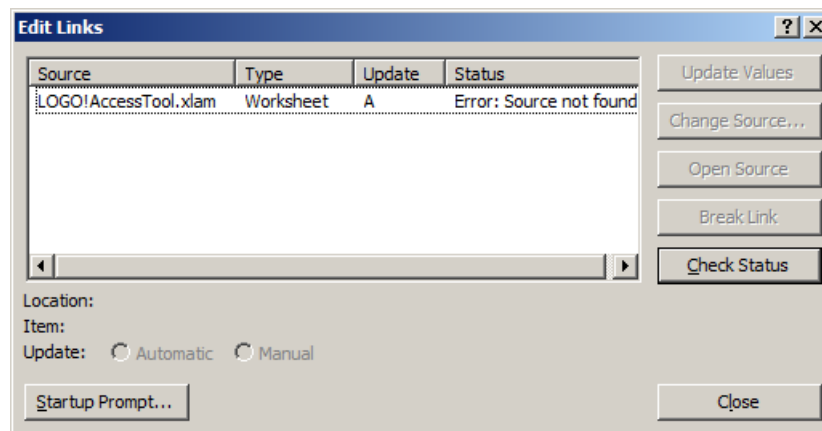 Edit Links
Source Type Update Status
LOGO!AccessTool.xlam Worksheet A Error: Source not found
Update Values
Change Source...
Open Source
Break Link
Check Status
Location:
Item:
Update: Automatic Manual
Startup Prompt... Close